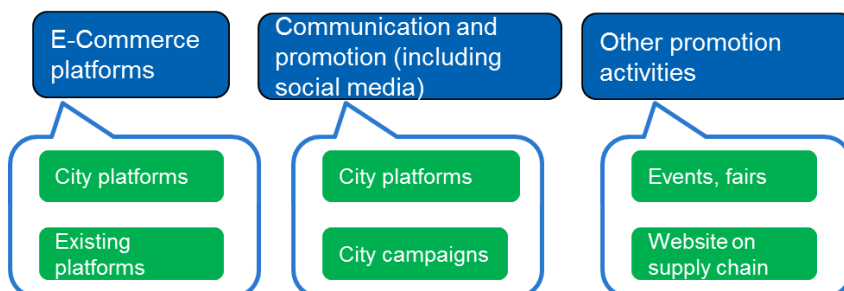 E-Commerce
platforms
Communication and
promotion (including
social media)
Other promotion
activities
City platforms
Existing
platforms
City platforms
City campaigns
Events, fairs
Website on
supply chain